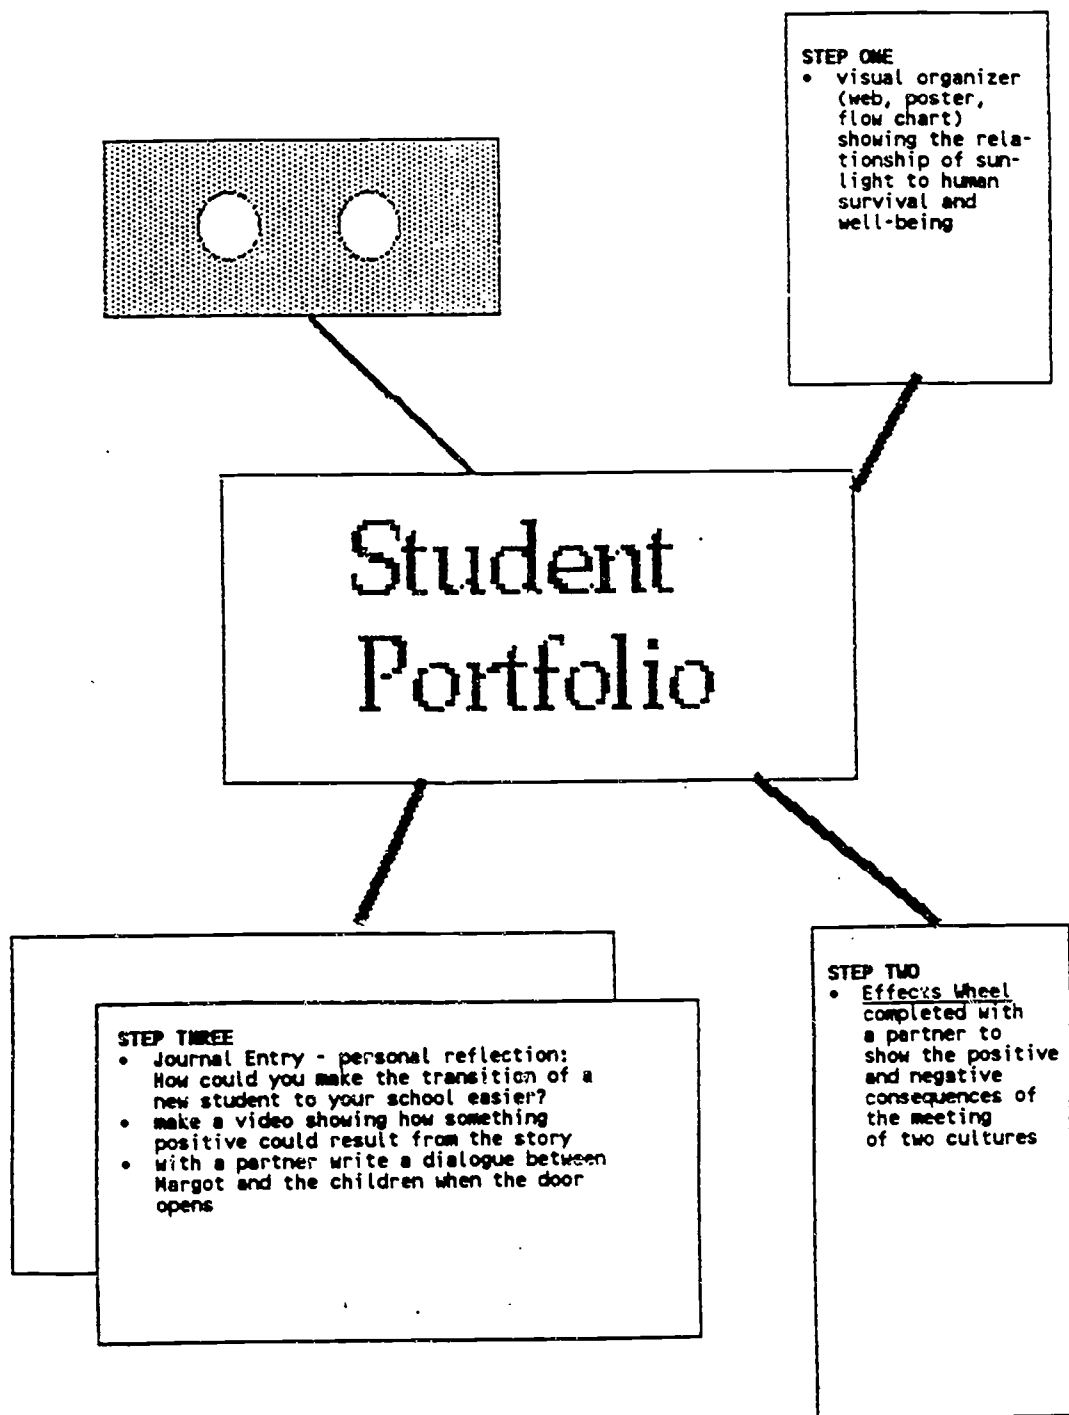 STEP ONE
• visual organizer
(web, poster,
flow chart)
showing the rela-
tionship of sun-
light to human
survival and
well-being
Student
Portfolio
STEP THREE
• Journal Entry - personal reflection:
How could you make the transition of a
new student to your school easier?
• make a video showing how something
positive could result from the story
• with a partner write a dialogue between
Margot and the children when the door
opens
STEP TWO
• Effects Wheel
completed with
a partner to
show the positive
and negative
consequences of
the meeting
of two cultures